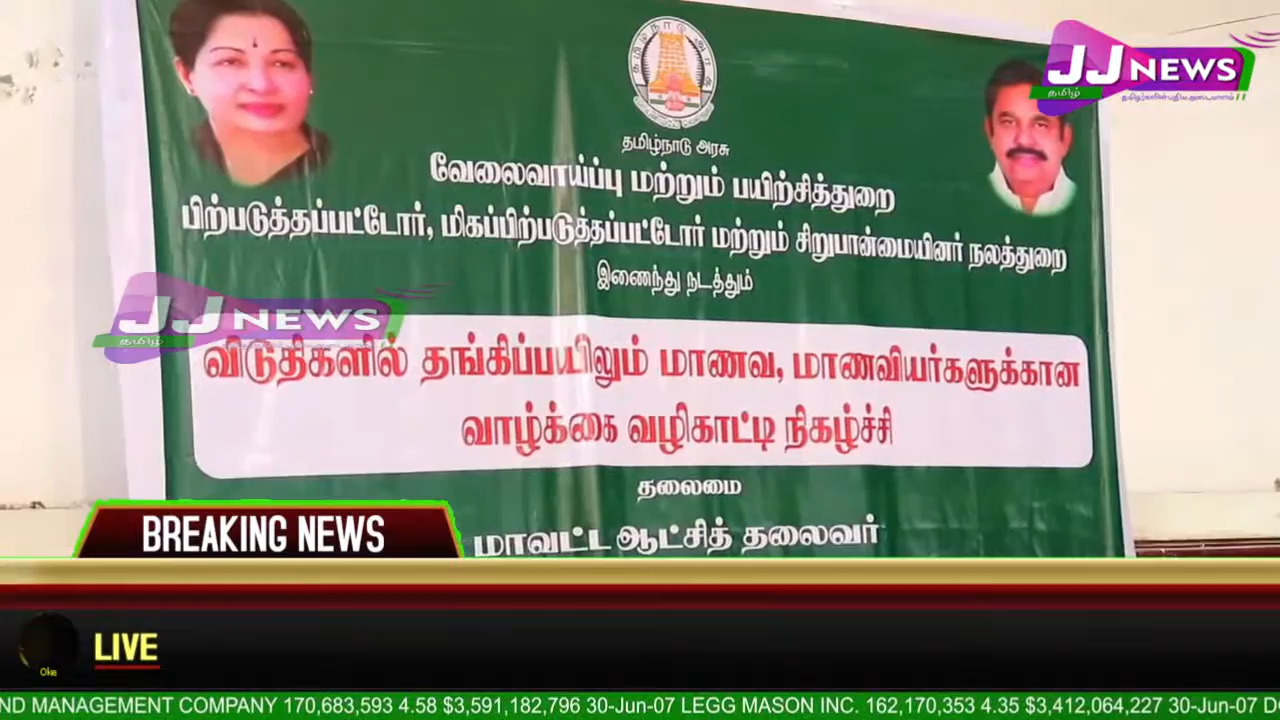 JJ NEWS
தமிழ்
தமிழ்நாடு அரசு
வேலைவாய்ப்பு மற்றும் பயிற்சித்துறை
பிற்படுத்தப்பட்டோர், மிகப்பிற்படுத்தப்பட்டோர் மற்றும் சிறுபான்மையினர் நலத்துறை
இணைந்து நடத்தும்
JJ NEWS
தமிழ்
விடுதிகளில் தங்கிப்பயிலும் மாணவ, மாணவியர்களுக்கான
வாழ்க்கை வழிகாட்டி நிகழ்ச்சி
தலைமை
மாவட்ட ஆட்சித் தலைவர்
BREAKING NEWS
LIVE
Oke
ND MANAGEMENT COMPANY 170,683,593 4.58 $3,591,182,796 30-Jun-07 LEGG MASON INC. 162,170,353 4.35 $3,412,064,227 30-Jun-07 D